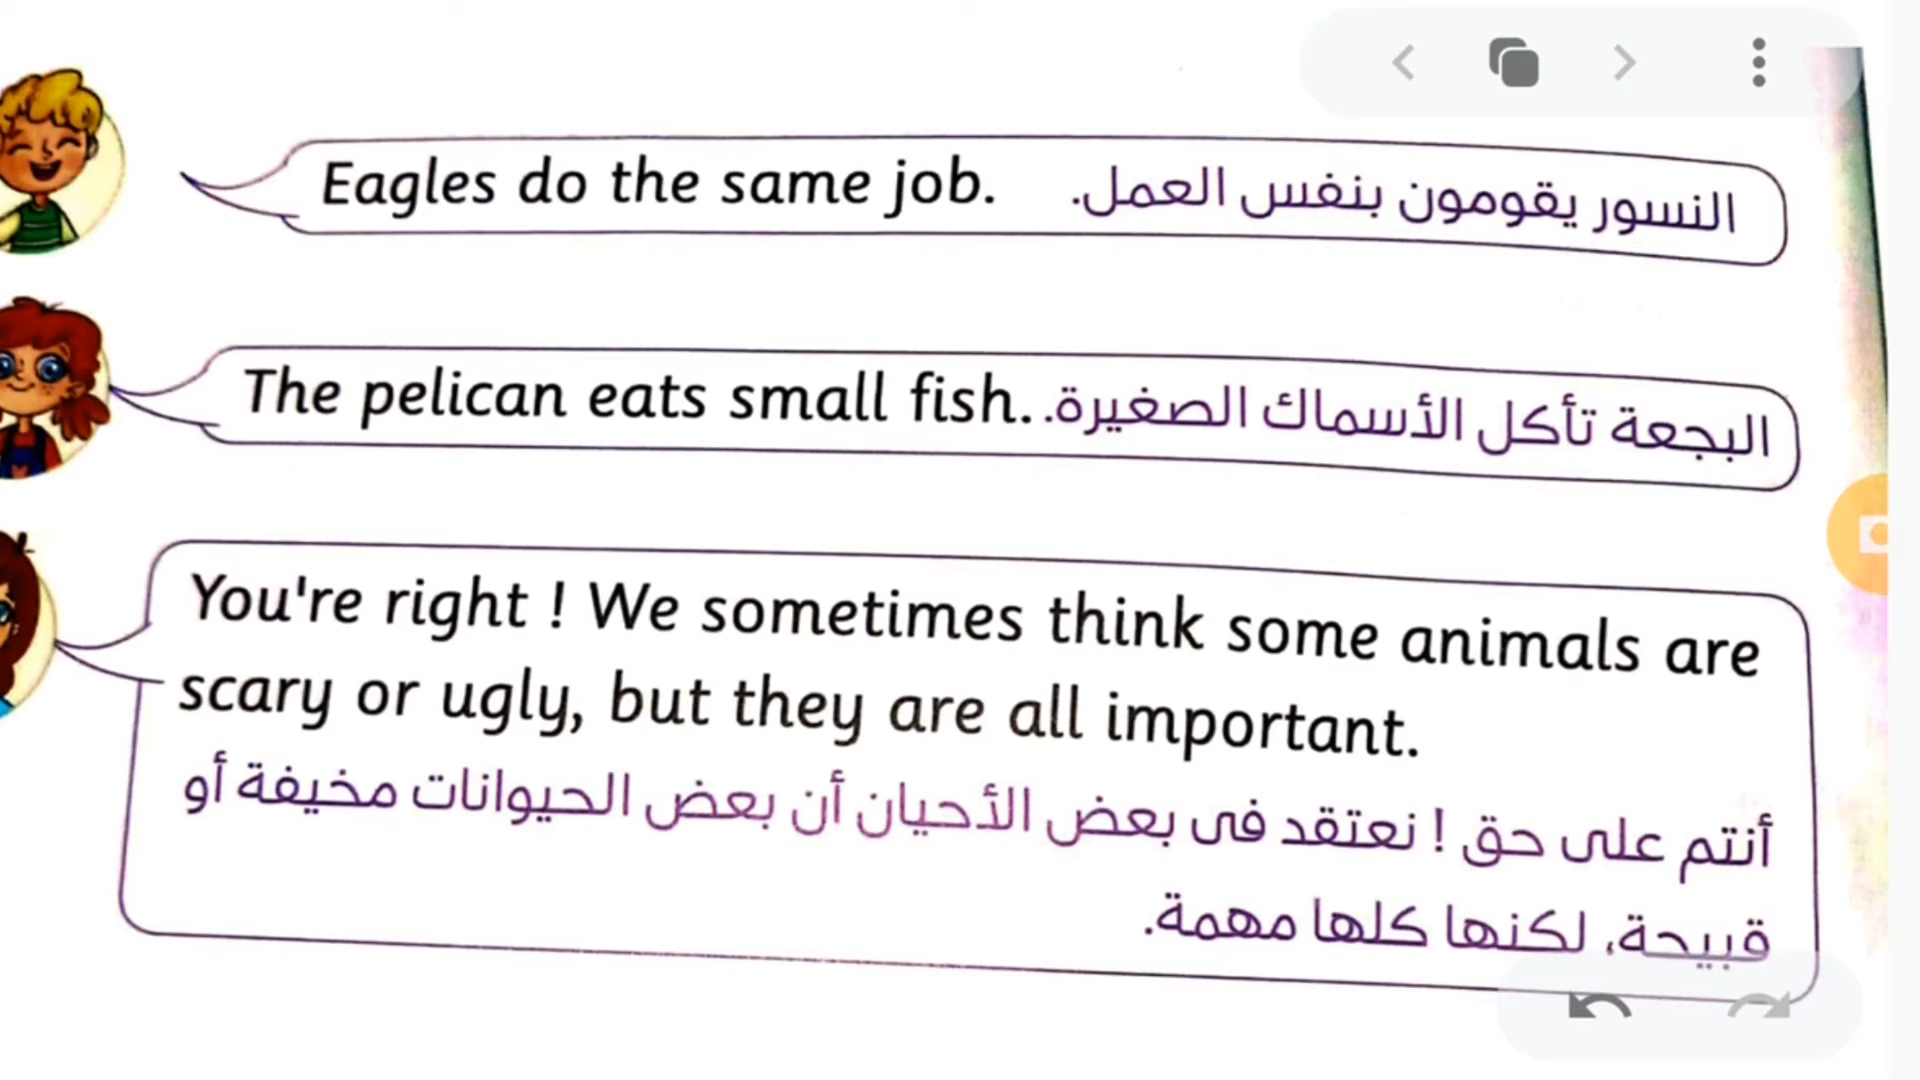 Eagles do the same job. النسور يقومون بنفس العمل.
The pelican eats small fish. البجعة تأكل الأسماك الصغيرة.
You're right ! We sometimes think some animals are
scary or ugly, but they are all important.
أنتم على حق ! نعتقد فى بعض الأحيان أن بعض الحيوانات مخيفة أو
قبيحة، لكنها كلها مهمة.